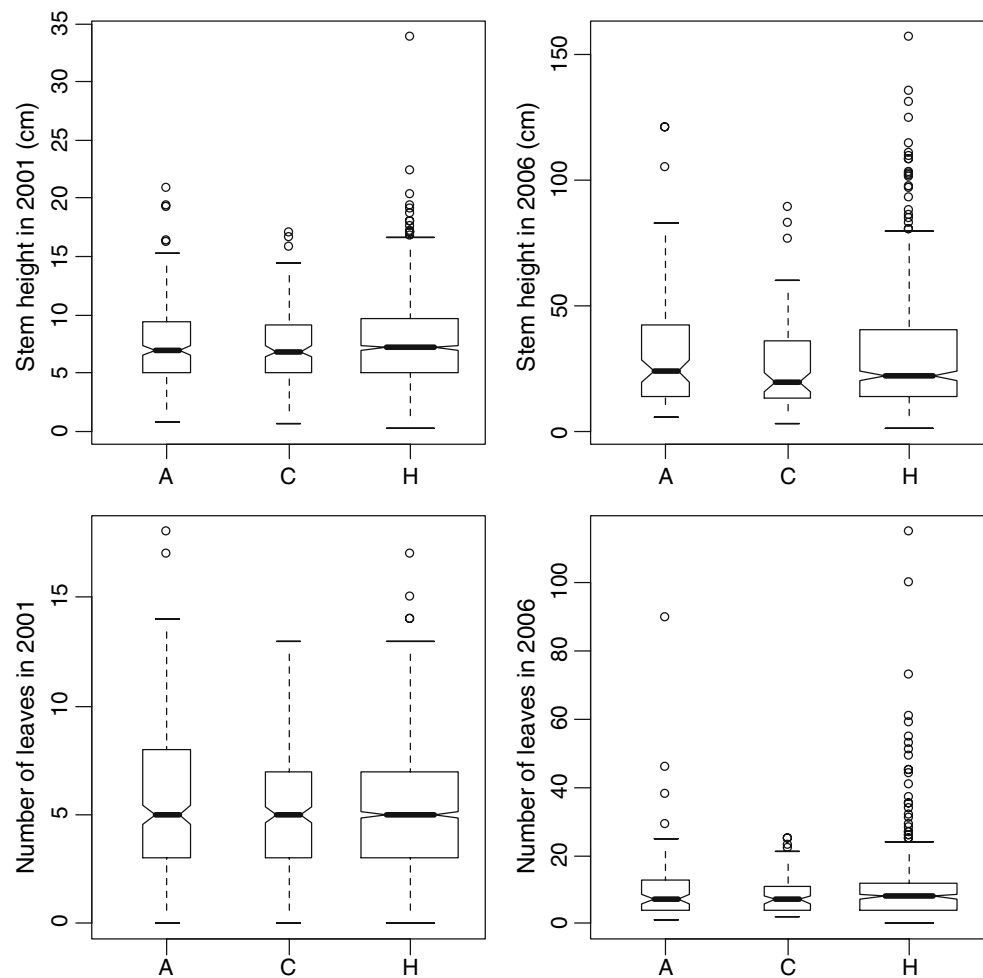 Stem height in 2001 (cm)
35
30
25
20
15
10
5
0
A C H
Stem height in 2006 (cm)
150
100
50
0
A C H
Number of leaves in 2001
15
10
5
0
A C H
Number of leaves in 2006
100
80
60
40
20
0
A C H